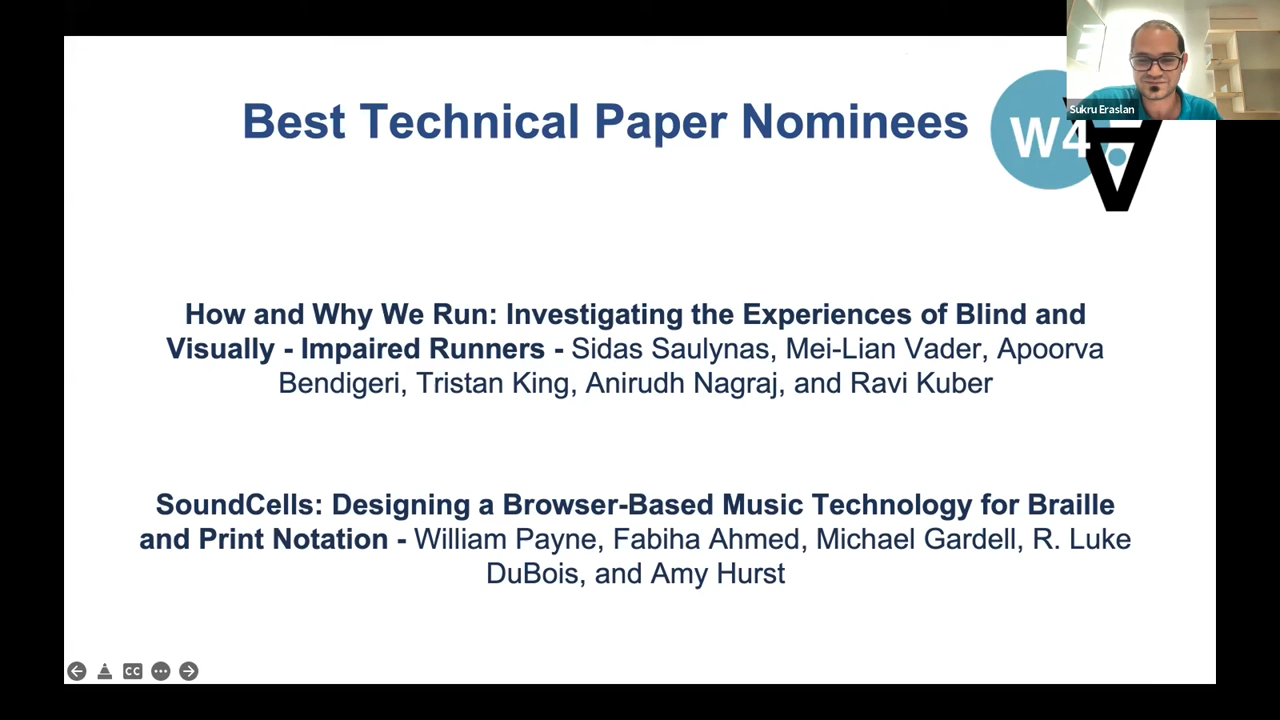 Best Technical Paper Nominees
W4
Sukru Eraslan
How and Why We Run: Investigating the Experiences of Blind and
Visually - Impaired Runners - Sidas Saulynas, Mei-Lian Vader, Apoorva
Bendigeri, Tristan King, Anirudh Nagraj, and Ravi Kuber
SoundCells: Designing a Browser-Based Music Technology for Braille
and Print Notation - William Payne, Fabiha Ahmed, Michael Gardell, R. Luke
DuBois, and Amy Hurst
CC